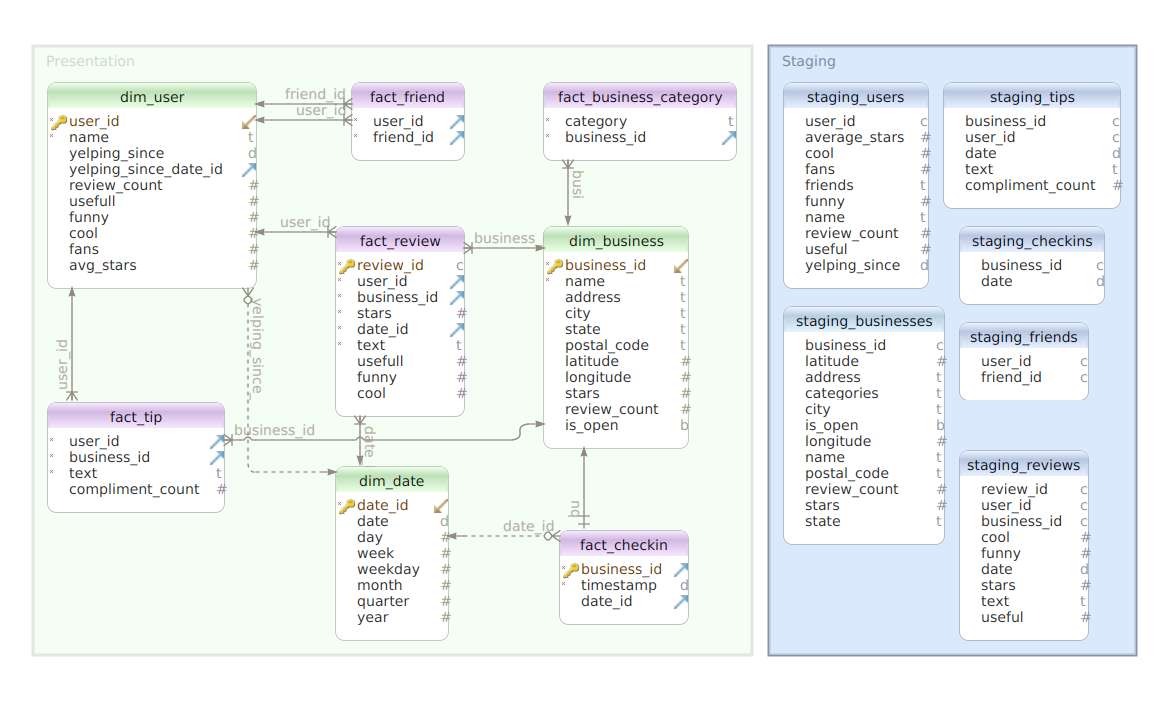 Presentation
dim_user
user_id
name t
yelping_since d
yelping_since_date_id
review_count #
usefull #
funny #
cool #
fans #
avg_stars #
friend_id
user_id
fact_friend
user_id
friend_id
fact_business_category
category t
business_id
busi
user_id
fact_review
review_id c
user_id
business_id
stars #
date_id
text t
usefull #
funny #
cool #
business
dim_business
business_id
name t
address t
city t
state t
postal_code t
latitude #
longitude #
stars #
review_count #
is_open b
user_id
yelping_since
fact_tip
user_id
business_id
text t
compliment_count #
business_id
date
dim_date
date_id
date d
day #
week #
weekday #
month #
quarter #
year #
date_id
bu
fact_checkin
business_id
timestamp d
date_id
Staging
staging_users
user_id c
average_stars #
cool #
fans #
friends t
funny #
name t
review_count #
useful #
yelping_since d
staging_tips
business_id c
user_id c
date d
text t
compliment_count #
staging_checkins
business_id c
date d
staging_businesses
business_id c
latitude #
address t
categories t
city t
is_open b
longitude #
name t
postal_code t
review_count #
stars #
state t
staging_friends
user_id c
friend_id c
staging_reviews
review_id c
user_id c
business_id c
cool #
funny #
date d
stars #
text t
useful #